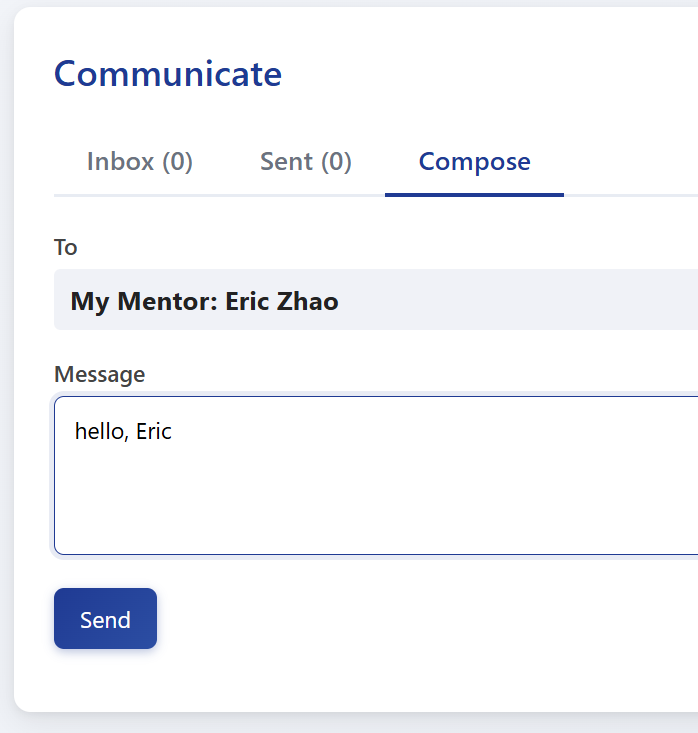 Communicate
Inbox (0) Sent (0) Compose
To
My Mentor: Eric Zhao
Message
hello, Eric
Send